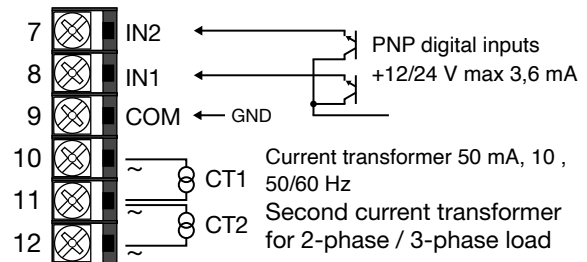 7 IN2
PNP digital inputs
8 IN1 +12/24 V max 3,6 mA
9 COM GND
10 ~ CT1 Current transformer 50 mA, 10 ,
50/60 Hz
11 ~
~ CT2 Second current transformer
12 ~ for 2-phase / 3-phase load